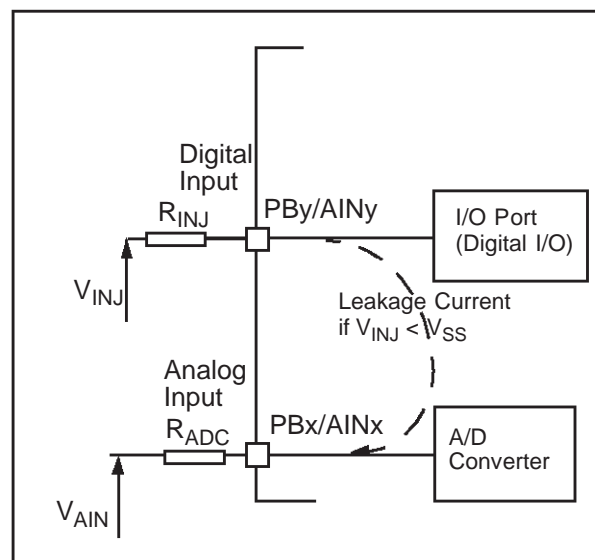 Digital
Input
R_INJ
PBy/AINy
I/O Port
(Digital I/O)
V_INJ
Leakage Current
if V_INJ < V_SS
Analog
Input
R_ADC
PBx/AINx
A/D
Converter
V_AIN